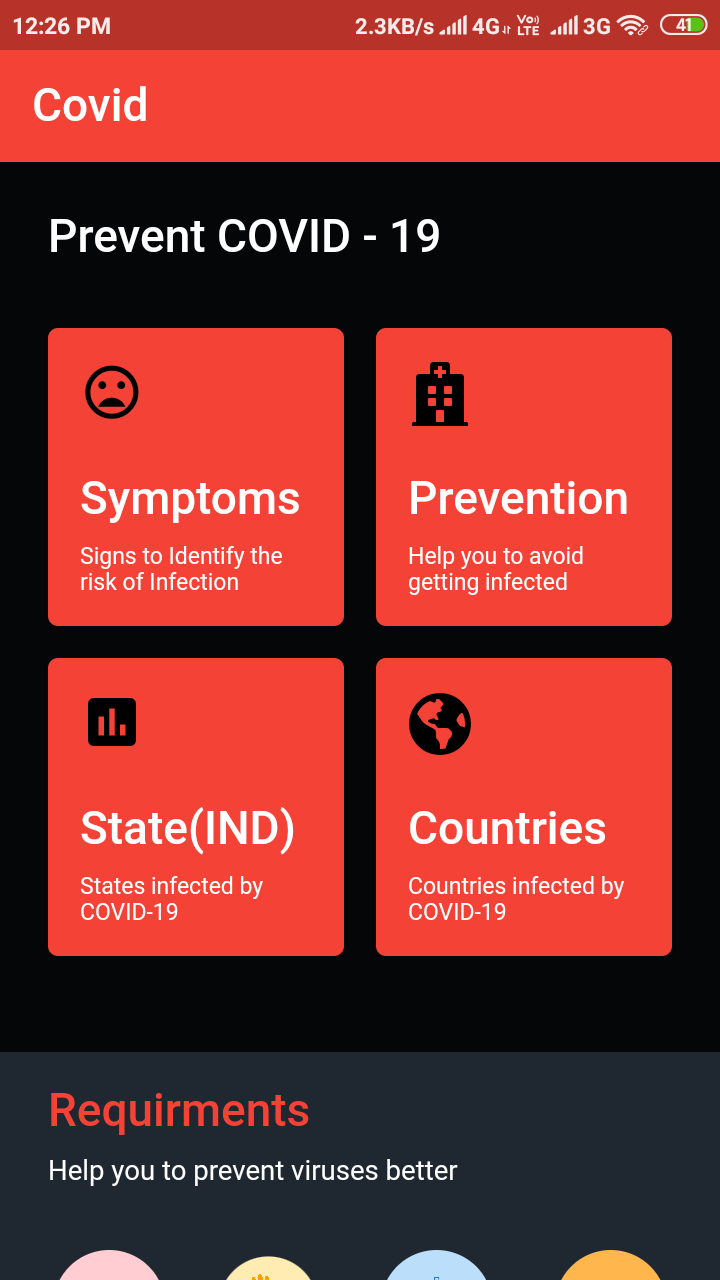 12:26 PM 2.3KB/s 4G VoLTE 3G 41
Covid
Prevent COVID - 19
Symptoms
Signs to Identify the
risk of Infection
Prevention
Help you to avoid
getting infected
State(IND)
States infected by
COVID-19
Countries
Countries infected by
COVID-19
Requirments
Help you to prevent viruses better